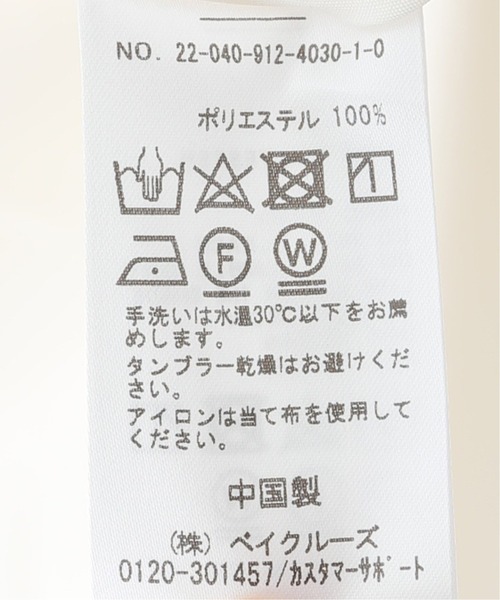 NO. 22-040-912-4030-1-0
ポリエステル 100%
F
W
手洗いは水温30℃以下をお薦
めします。
タンブラー乾燥はお避けくだ
さい。
アイロンは当て布を使用して
ください。
中国製
(株) ベイクルーズ
0120-301457/カスタマーサポート